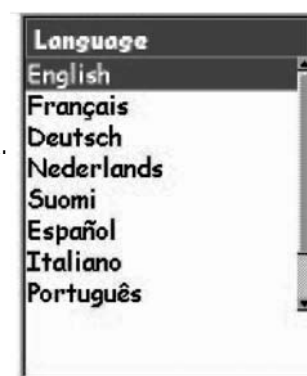 Language
English
Français
Deutsch
Nederlands
Suomi
Español
Italiano
Português